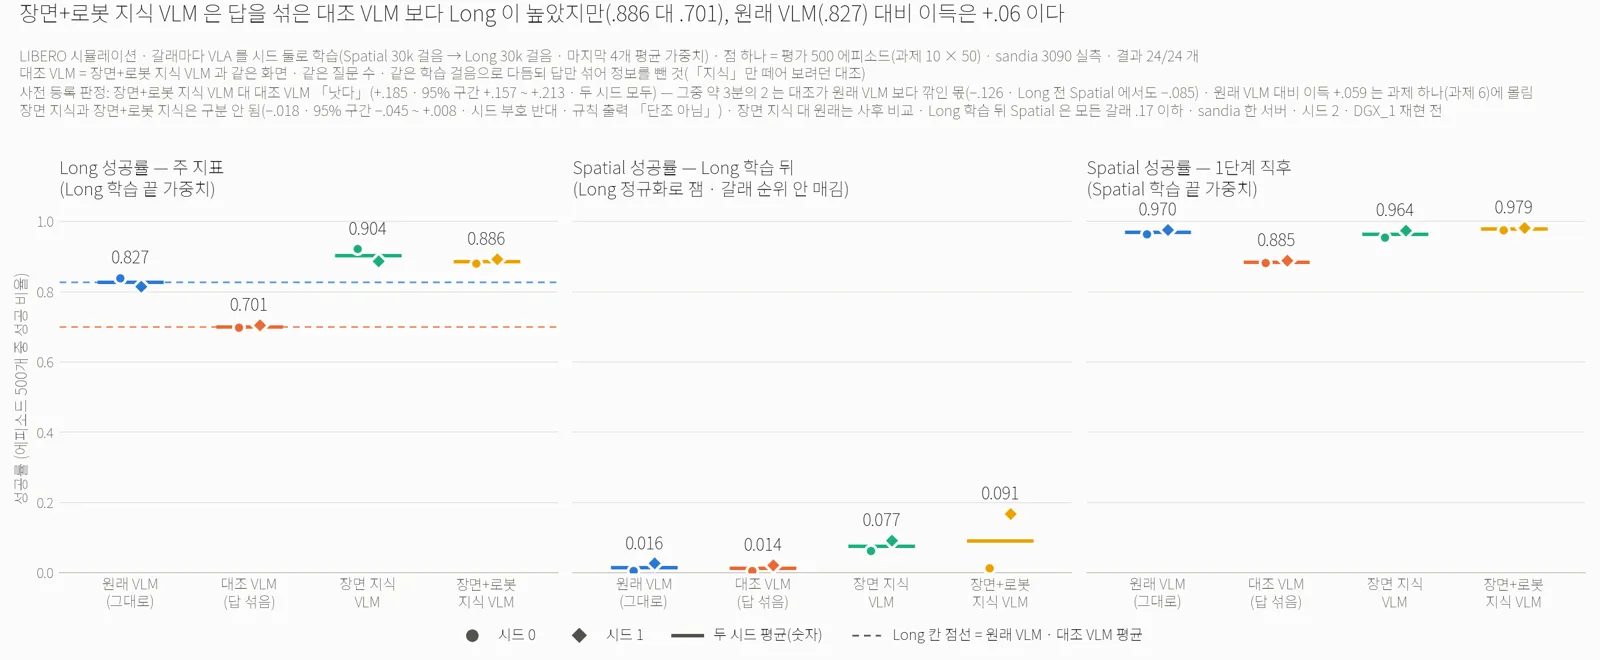 장면+로봇 지식 VLM 은 답을 섞은 대조 VLM 보다 Long 이 높았지만(.886 대 .701), 원래 VLM(.827) 대비 이득은 +.06 이다
LIBERO 시뮬레이션 · 갈래마다 VLA 를 시드 둘로 학습(Spatial 30k 걸음 → Long 30k 걸음 · 마지막 4개 평균 가중치) · 점 하나 = 평가 500 에피소드(과제 10 × 50) · sandia 3090 실측 · 결과 24/24 개
대조 VLM = 장면+로봇 지식 VLM 과 같은 화면 · 같은 질문 수 · 같은 학습 걸음으로 다듬되 답만 섞어 정보를 뺀 것(「지식」만 떼어 보려던 대조)
사전 등록 판정: 장면+로봇 지식 VLM 대 대조 VLM 「낫다」(+.185 · 95% 구간 +.157 ~ +.213 · 두 시드 모두) — 그중 약 3분의 2 는 대조가 원래 VLM 보다 깎인 몫(−.126 · Long 전 Spatial 에서도 −.085) · 원래 VLM 대비 이득 +.059 는 과제 하나(과제 6)에 몰림
장면 지식과 장면+로봇 지식은 구분 안 됨(−.018 · 95% 구간 −.045 ~ +.008 · 시드 부호 반대 · 규칙 출력 「단조 아님」) · 장면 지식 대 원래는 사후 비교 · Long 학습 뒤 Spatial 은 모든 갈래 .17 이하 · sandia 한 서버 · 시드 2 · DGX_1 재현 전
Long 성공률 — 주 지표
(Long 학습 끝 가중치)
Spatial 성공률 — Long 학습 뒤
(Long 정규화로 잼 · 갈래 순위 안 매김)
Spatial 성공률 — 1단계 직후
(Spatial 학습 끝 가중치)
성공률 (에피소드 500개 중 성공 비율)
1.0
0.8
0.6
0.4
0.2
0.0
0.827
0.701
0.904
0.886
0.016
0.014
0.077
0.091
0.970
0.885
0.964
0.979
원래 VLM
(그대로)
대조 VLM
(답 섞음)
장면 지식
VLM
장면+로봇
지식 VLM
원래 VLM
(그대로)
대조 VLM
(답 섞음)
장면 지식
VLM
장면+로봇
지식 VLM
원래 VLM
(그대로)
대조 VLM
(답 섞음)
장면 지식
VLM
장면+로봇
지식 VLM
시드 0
시드 1
두 시드 평균(숫자)
Long 칸 점선 = 원래 VLM · 대조 VLM 평균